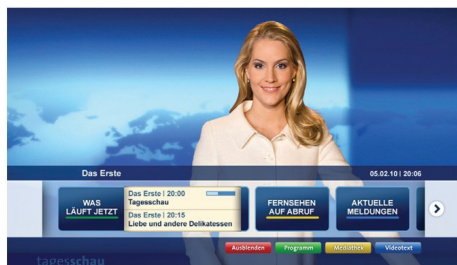 Das Erste
05.02.10 | 20:06
WAS
LÄUFT JETZT
Das Erste | 20:00
Tagesschau
Das Erste | 20:15
Liebe und andere Delikatessen
FERNSEHEN
AUF ABRUF
AKTUELLE
MELDUNGEN
Ausblenden
Programm
Mediathek
Videotext
tagesschau